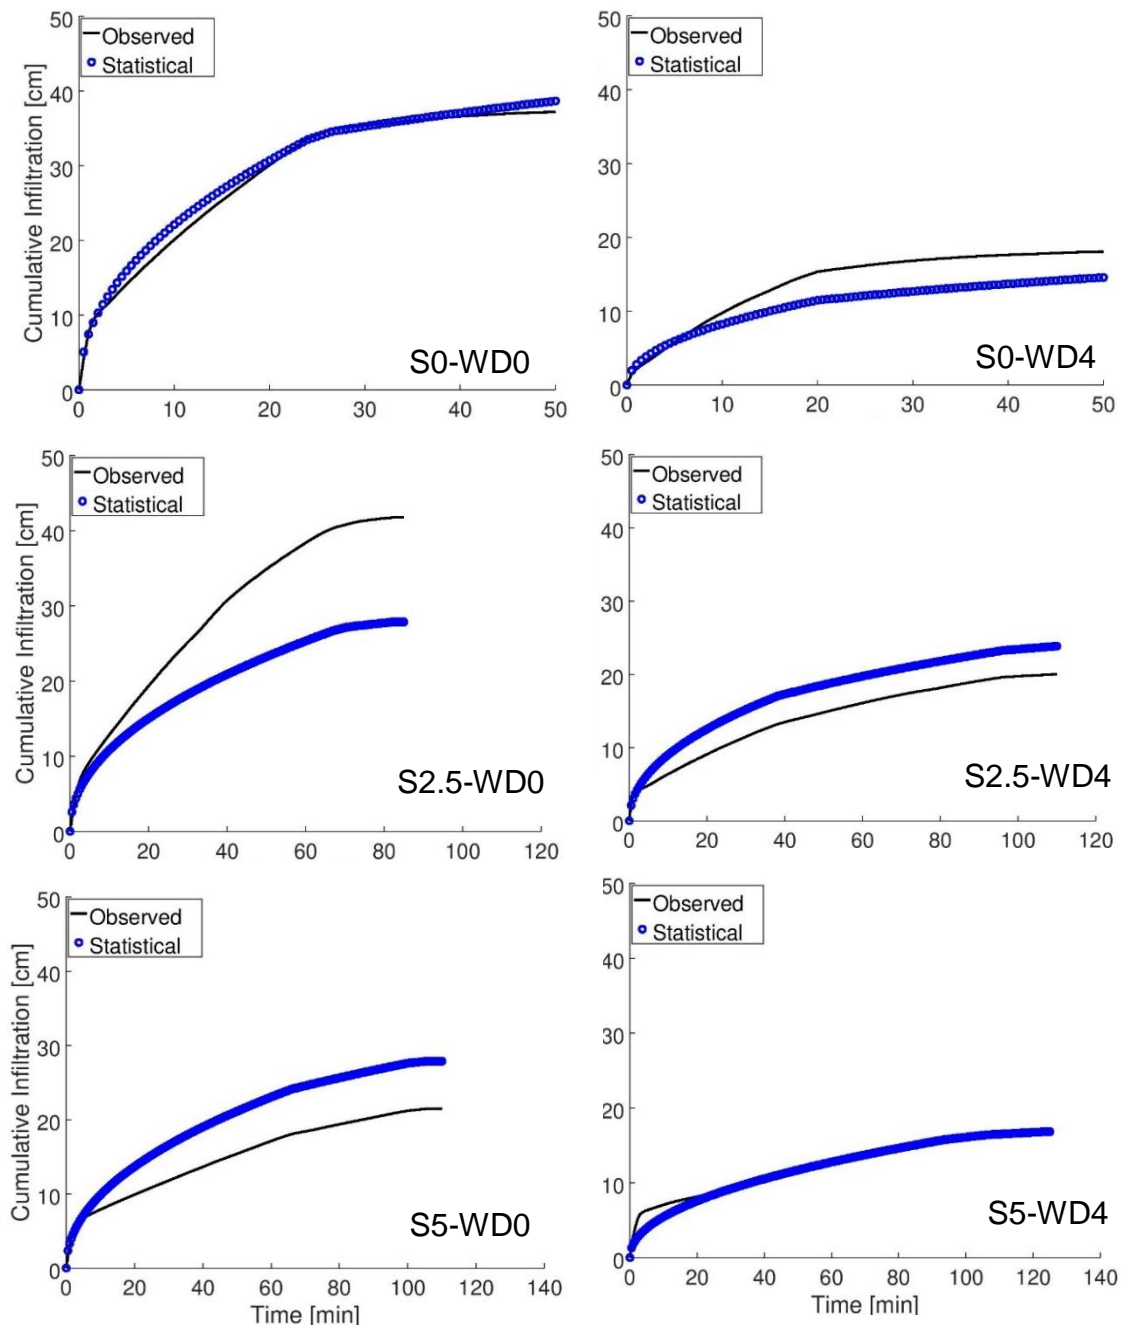 50
Observed
Statistical
40
30
20
10
0
Cumulative Infiltration [cm]
S0-WD0
0 10 20 30 40 50
50
Observed
Statistical
40
30
20
10
0
S0-WD4
0 10 20 30 40 50
50
Observed
Statistical
40
30
20
10
0
Cumulative Infiltration [cm]
S2.5-WD0
0 20 40 60 80 100 120
50
Observed
Statistical
40
30
20
10
0
S2.5-WD4
0 20 40 60 80 100 120
50
Observed
Statistical
40
30
20
10
0
Cumulative Infiltration [cm]
S5-WD0
0 20 40 60 80 100 120 140
Time [min]
50
Observed
Statistical
40
30
20
10
0
S5-WD4
0 20 40 60 80 100 120 140
Time [min]